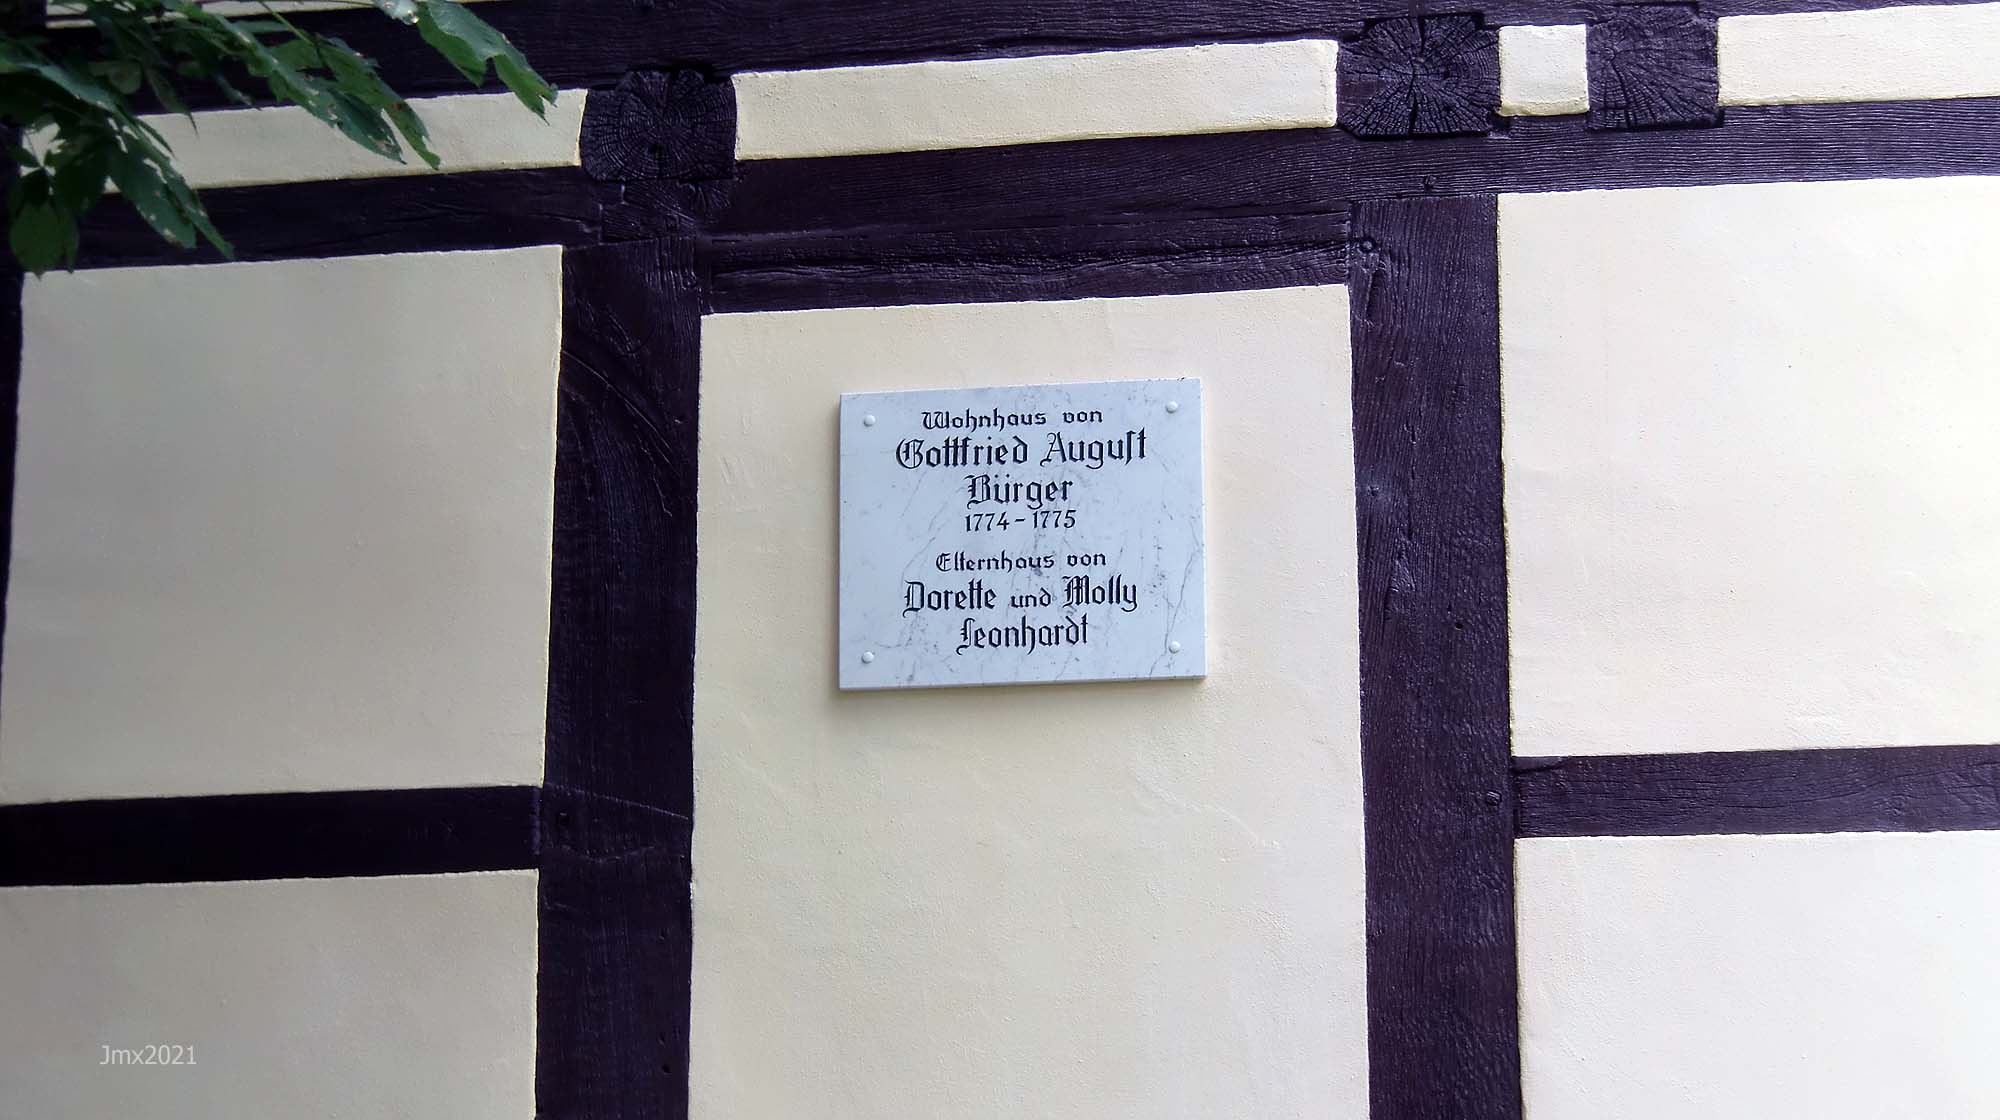 Wohnhaus von
Gottfried Auguſt
Bürger
1774-1775
Elternhaus von
Dorette und Molly
Leonhardt
Jmx2021